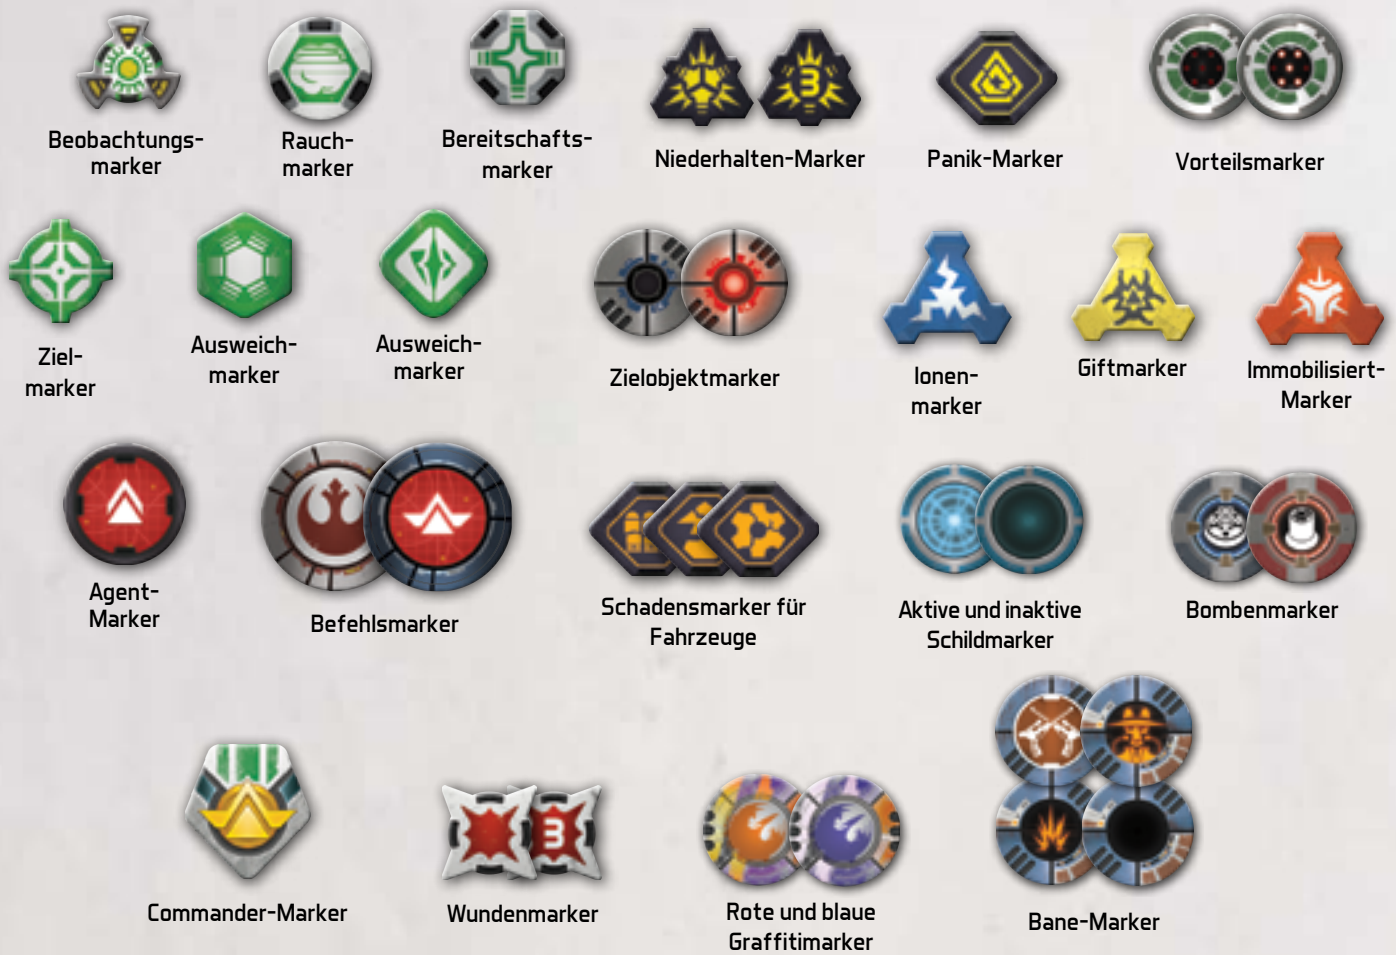 Beobachtungs-
marker
Rauch-
marker
Bereitschafts-
marker
3
Niederhalten-Marker
Panik-Marker
Vorteilsmarker
Ziel-
marker
Ausweich-
marker
Ausweich-
marker
Zielobjektmarker
Ionen-
marker
Giftmarker
Immobilisiert-
Marker
Agent-
Marker
Befehlsmarker
Schadensmarker für
Fahrzeuge
Aktive und inaktive
Schildmarker
Bombenmarker
Commander-Marker
3
Wundenmarker
Rote und blaue
Graffitimarker
Bane-Marker